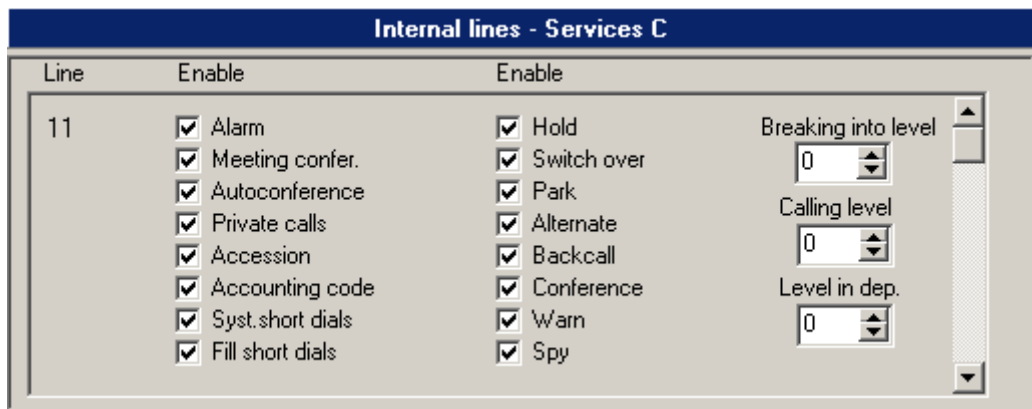 Internal lines - Services C
Line Enable Enable
11
Alarm
Meeting confer.
Autoconference
Private calls
Accession
Accounting code
Syst.short dials
Fill short dials
Hold
Switch over
Park
Alternate
Backcall
Conference
Warn
Spy
Breaking into level
0
Calling level
0
Level in dep.
0